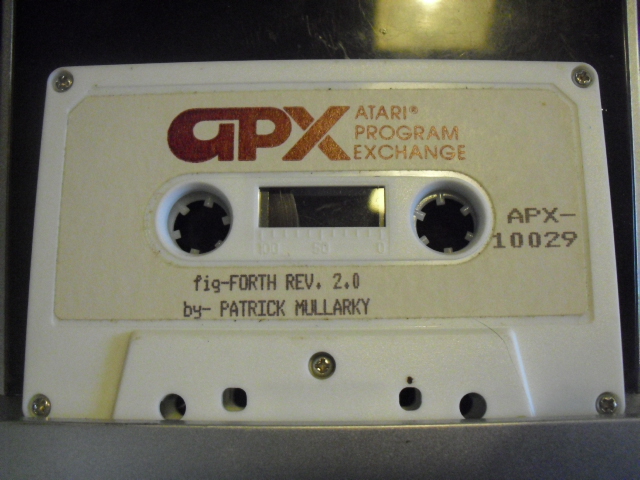 APX ATARI®
PROGRAM
EXCHANGE
APX-
10029
100 50 0
fig-FORTH REV. 2.0
by- PATRICK MULLARKY